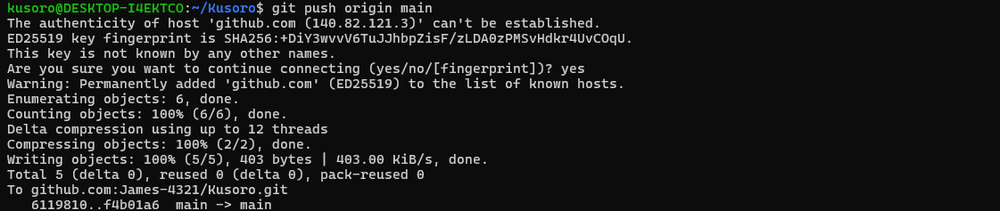 kusoro@DESKTOP-I4EKTCO:~/Kusoro$ git push origin main
The authenticity of host 'github.com (140.82.121.3)' can't be established.
ED25519 key fingerprint is SHA256:+DiY3wvvV6TuJJhbpZisF/zLDA0zPMSvHdkr4UvCOqU.
This key is not known by any other names.
Are you sure you want to continue connecting (yes/no/[fingerprint])? yes
Warning: Permanently added 'github.com' (ED25519) to the list of known hosts.
Enumerating objects: 6, done.
Counting objects: 100% (6/6), done.
Delta compression using up to 12 threads
Compressing objects: 100% (2/2), done.
Writing objects: 100% (5/5), 403 bytes | 403.00 KiB/s, done.
Total 5 (delta 0), reused 0 (delta 0), pack-reused 0
To github.com:James-4321/Kusoro.git
   6119810..f4b01a6  main -> main